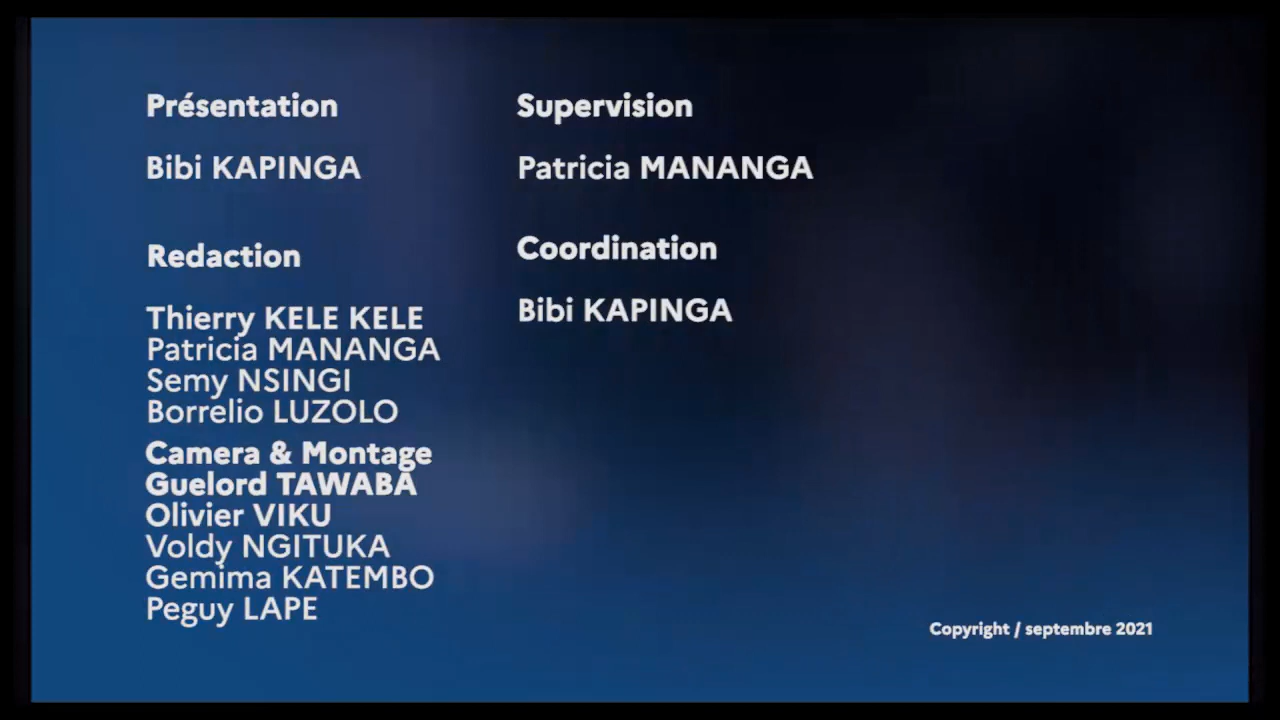 Présentation
Bibi KAPINGA
Redaction
Thierry KELE KELE
Patricia MANANGA
Semy NSINGI
Borrelio LUZOLO
Camera & Montage
Guelord TAWABA
Olivier VIKU
Voldy NGITUKA
Gemima KATEMBO
Peguy LAPE
Supervision
Patricia MANANGA
Coordination
Bibi KAPINGA
Copyright / septembre 2021